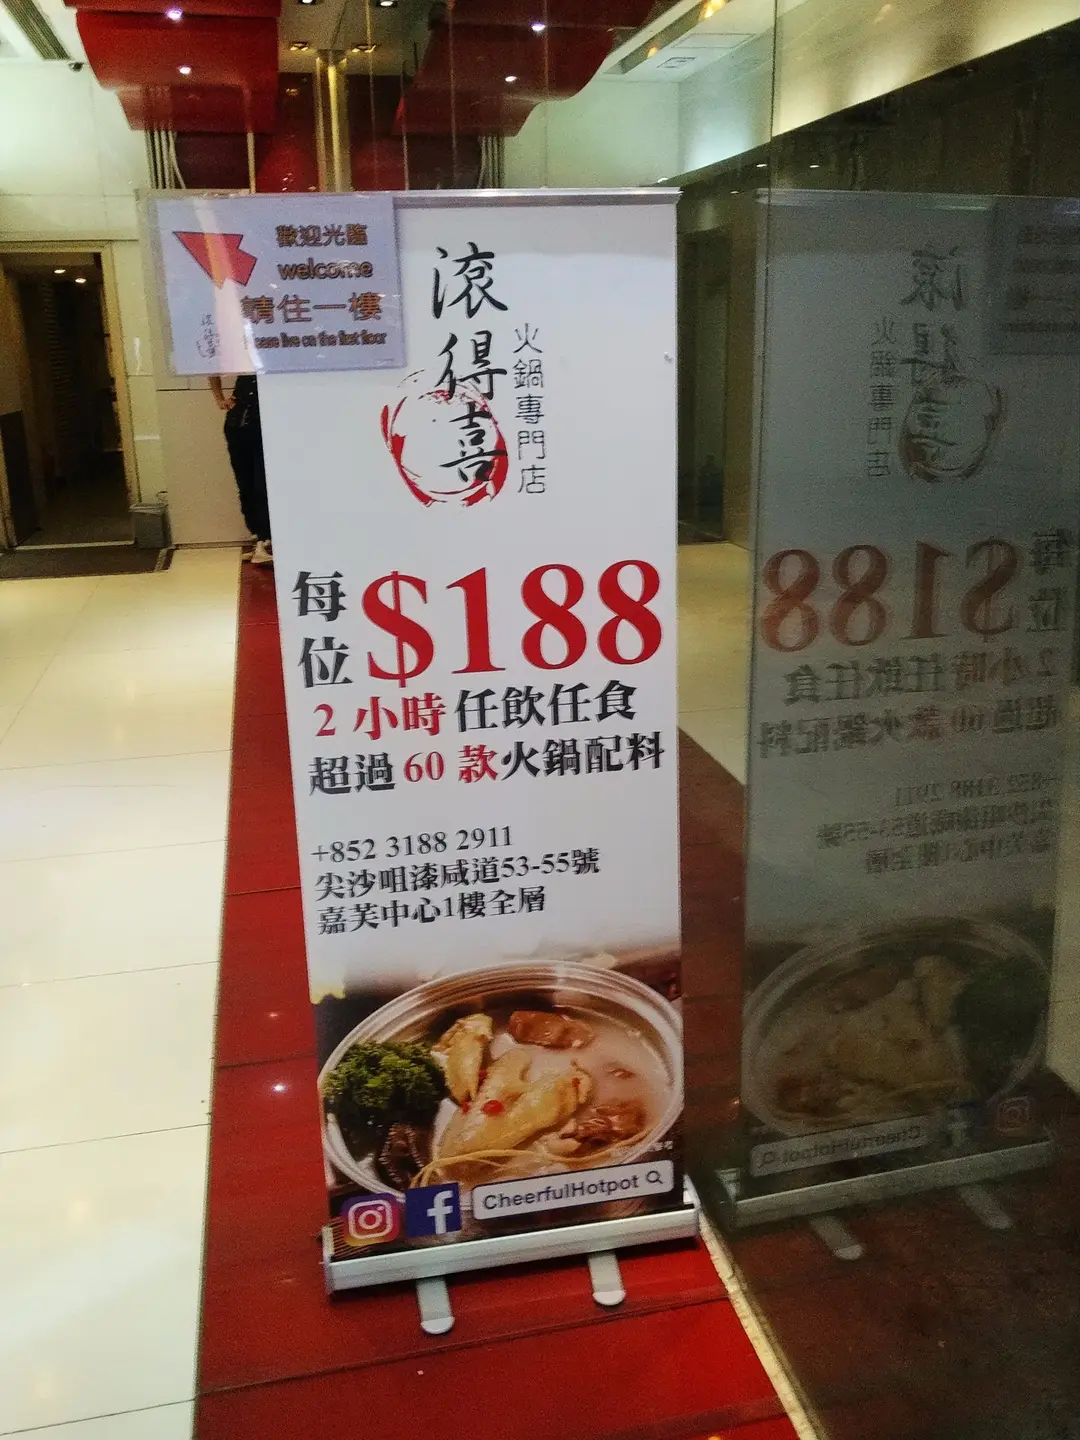 歡迎光臨
welcome
請住一樓
Please live on the first floor
滾得喜
火鍋專門店
每位 $188
2 小時任飲任食
超過 60 款火鍋配料
+852 3188 2911
尖沙咀漆咸道53-55號
嘉芙中心1樓全層
CheerfulHotpot